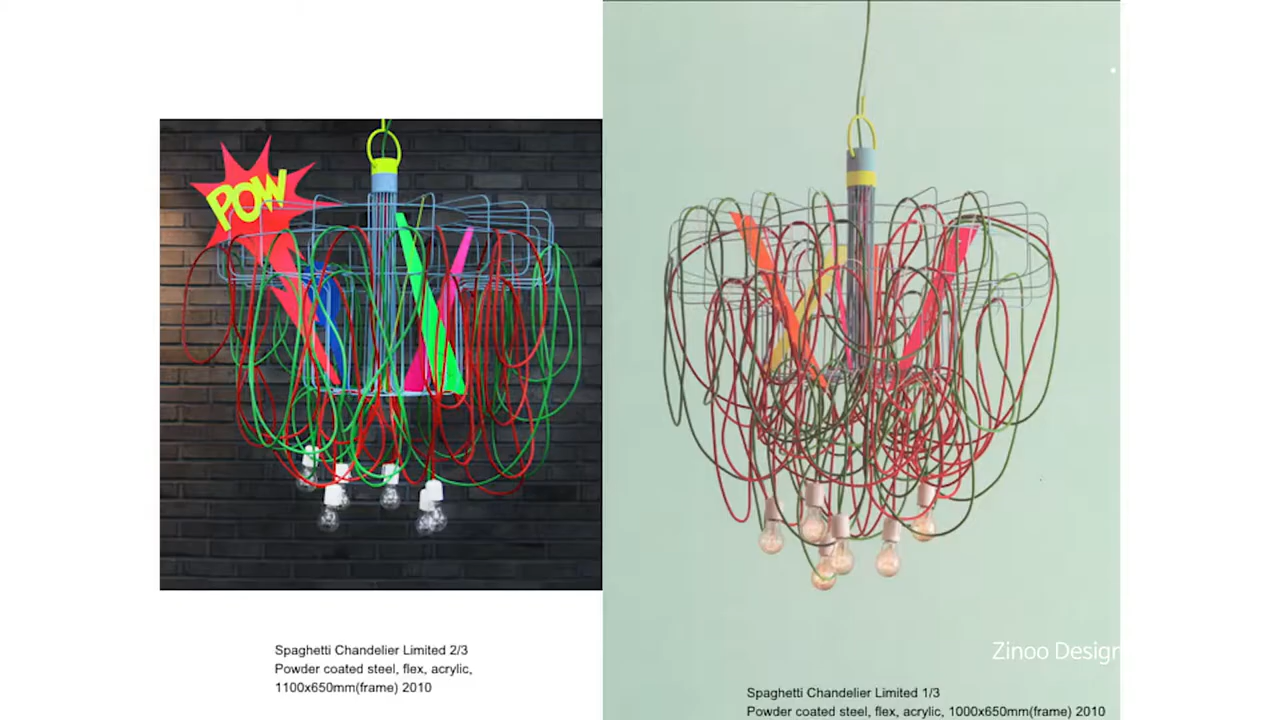 POW
Spaghetti Chandelier Limited 2/3
Powder coated steel, flex, acrylic,
1100x650mm(frame) 2010
Zinoo Design
Spaghetti Chandelier Limited 1/3
Powder coated steel, flex, acrylic, 1000x650mm(frame) 2010